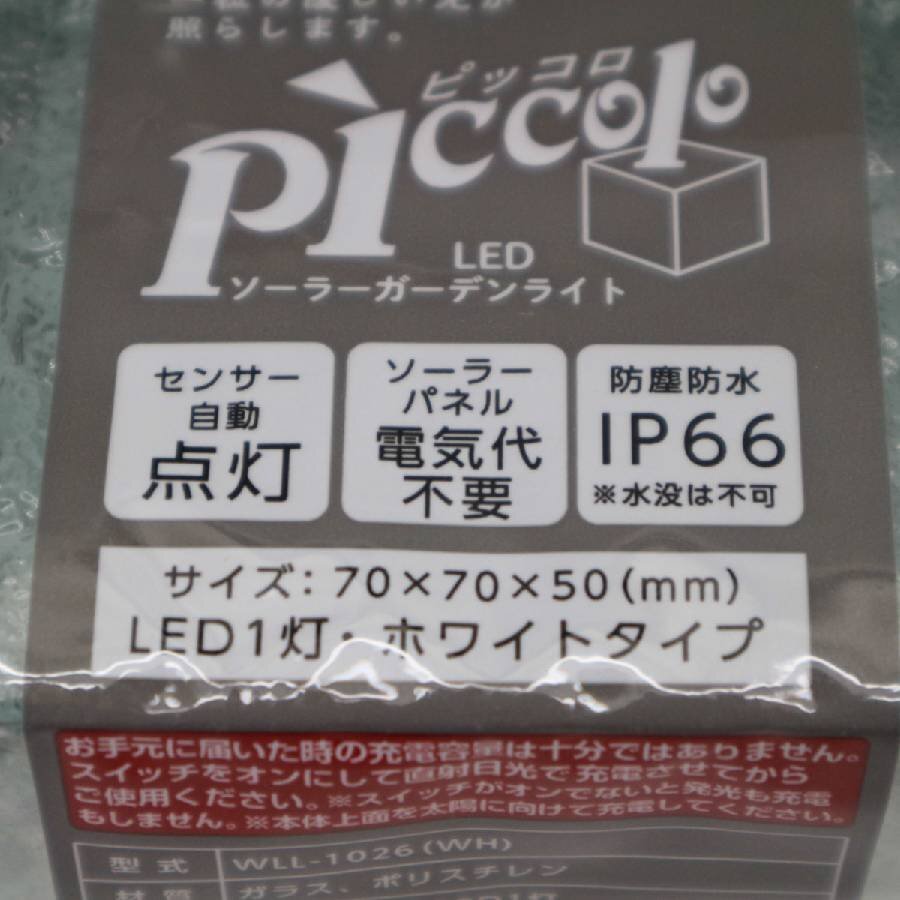 照らします。
ピッコロ
Piccolo
LED
ソーラーガーデンライト
センサー
自動
点灯
ソーラー
パネル
電気代
不要
防塵防水
IP66
※水没は不可
サイズ：70×70×50(mm)
LED1灯・ホワイトタイプ
お手元に届いた時の充電容量は十分ではありません。
スイッチをオンにして直射日光で充電させてから
ご使用ください。※スイッチがオンでないと発光も充電
もしません。※本体上面を太陽に向けて充電してください。
型式 WLL-1026(WH)
材質 ガラス、ポリスチレン